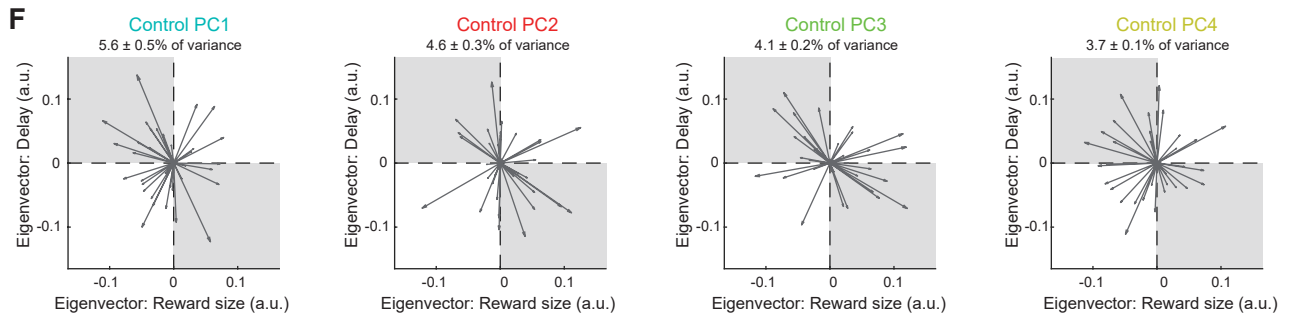 F
Control PC1
5.6 ± 0.5% of variance
Eigenvector: Delay (a.u.)
0.1
0
-0.1
-0.1 0 0.1
Eigenvector: Reward size (a.u.)
Control PC2
4.6 ± 0.3% of variance
Eigenvector: Delay (a.u.)
0.1
0
-0.1
-0.1 0 0.1
Eigenvector: Reward size (a.u.)
Control PC3
4.1 ± 0.2% of variance
Eigenvector: Delay (a.u.)
0.1
0
-0.1
-0.1 0 0.1
Eigenvector: Reward size (a.u.)
Control PC4
3.7 ± 0.1% of variance
Eigenvector: Delay (a.u.)
0.1
0
-0.1
-0.1 0 0.1
Eigenvector: Reward size (a.u.)